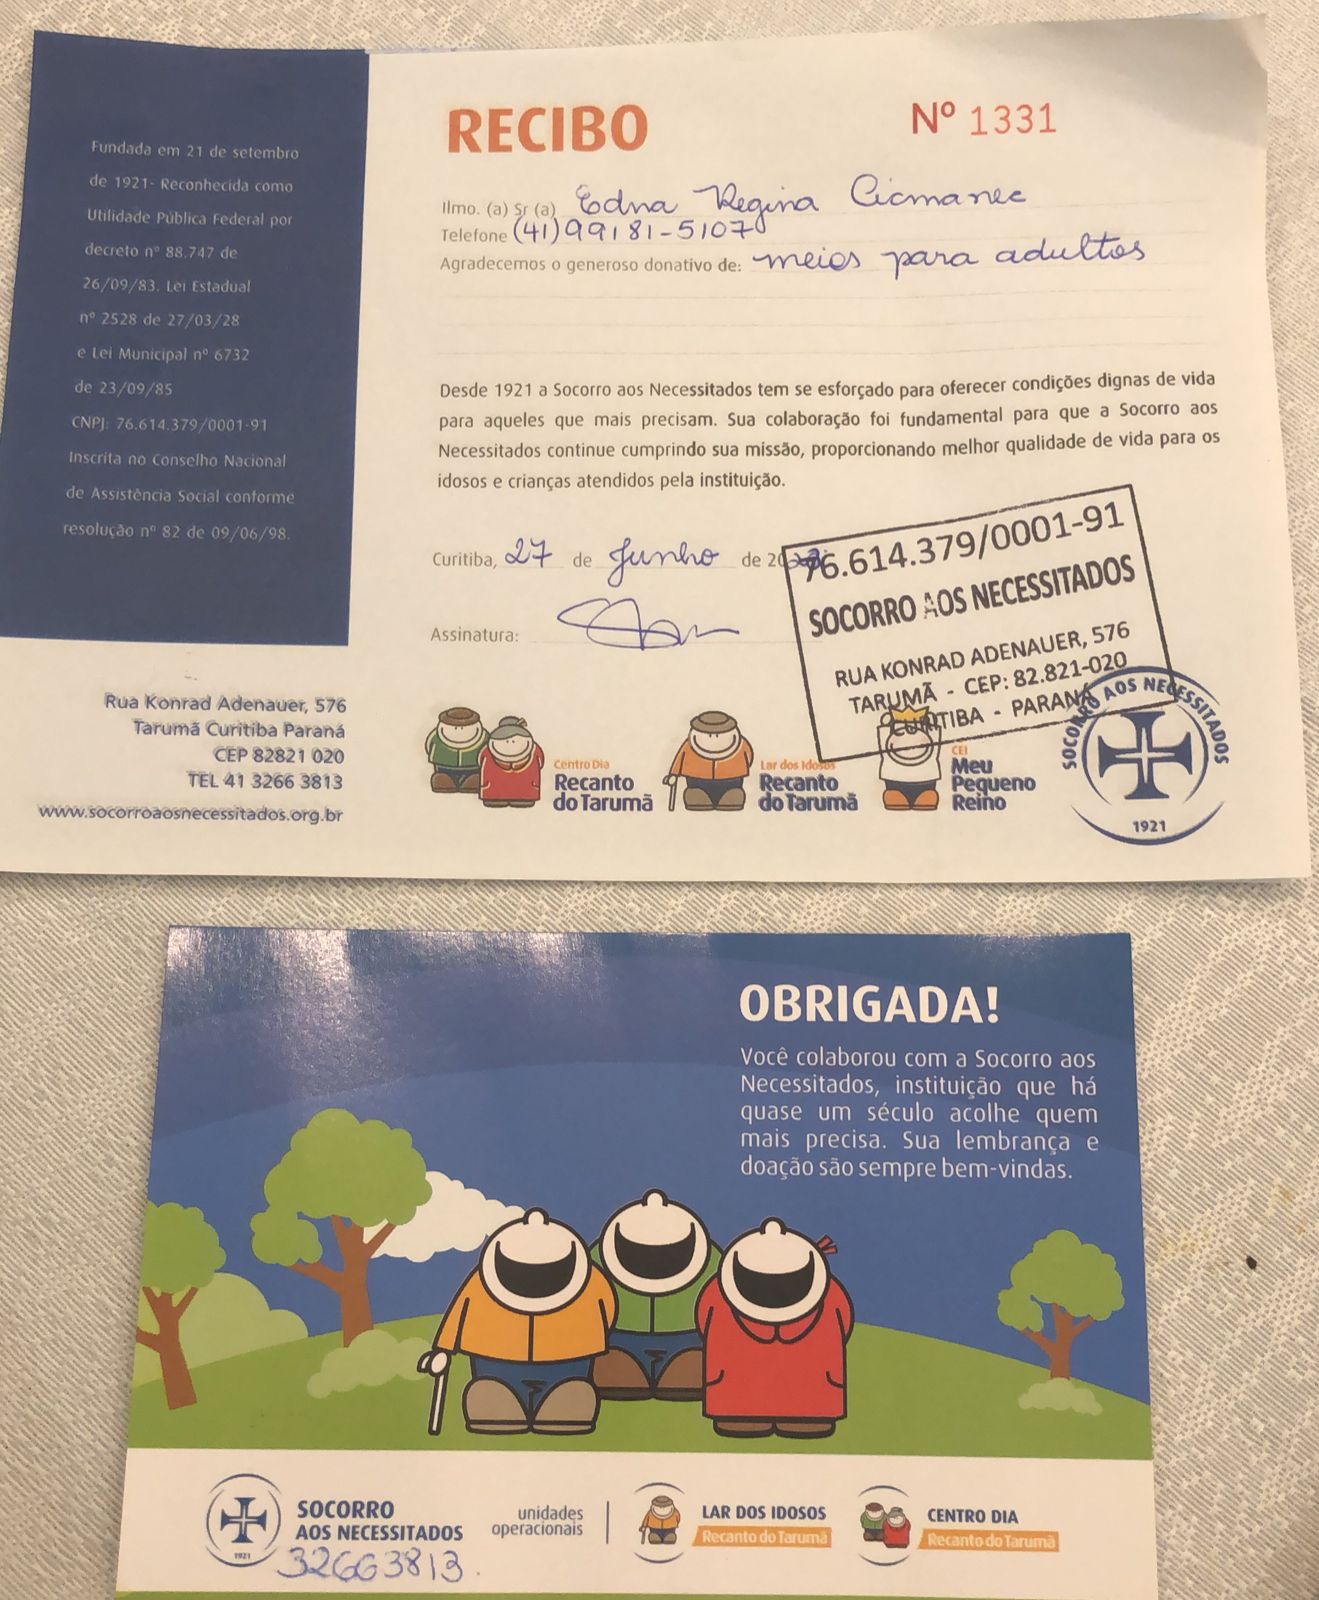 Fundada em 21 de setembro
de 1921- Reconhecida como
Utilidade Pública Federal por
decreto nº 88.747 de
26/09/83. Lei Estadual
nº 2528 de 27/03/28
e Lei Municipal nº 6732
de 23/09/85
CNPJ: 76.614.379/0001-91
Inscrita no Conselho Nacional
de Assistência Social conforme
resolução nº 82 de 09/06/98.
Rua Konrad Adenauer, 576
Tarumã Curitiba Paraná
CEP 82821 020
TEL 41 3266 3813
www.socorroaosnecessitados.org.br
RECIBO
Nº 1331
Ilmo. (a) Sr (a) Edna Regina Cicmanec
Telefone (41)99181-5107
Agradecemos o generoso donativo de: meios para adultos
Desde 1921 a Socorro aos Necessitados tem se esforçado para oferecer condições dignas de vida
para aqueles que mais precisam. Sua colaboração foi fundamental para que a Socorro aos
Necessitados continue cumprindo sua missão, proporcionando melhor qualidade de vida para os
idosos e crianças atendidos pela instituição.
Curitiba, 27 de Junho de 20
Assinatura:
76.614.379/0001-91
SOCORRO AOS NECESSITADOS
RUA KONRAD ADENAUER, 576
TARUMÃ - CEP: 82.821-020
CURITIBA - PARANÁ
Centro Dia
Recanto
do Tarumã
Lar dos Idosos
Recanto
do Tarumã
CEI
Meu
Pequeno
Reino
SOCORRO AOS NECESSITADOS
1921
OBRIGADA!
Você colaborou com a Socorro aos
Necessitados, instituição que há
quase um século acolhe quem
mais precisa. Sua lembrança e
doação são sempre bem-vindas.
1921
SOCORRO
AOS NECESSITADOS
32663813.
unidades
operacionais
LAR DOS IDOSOS
Recanto do Tarumã
CENTRO DIA
Recanto do Tarumã